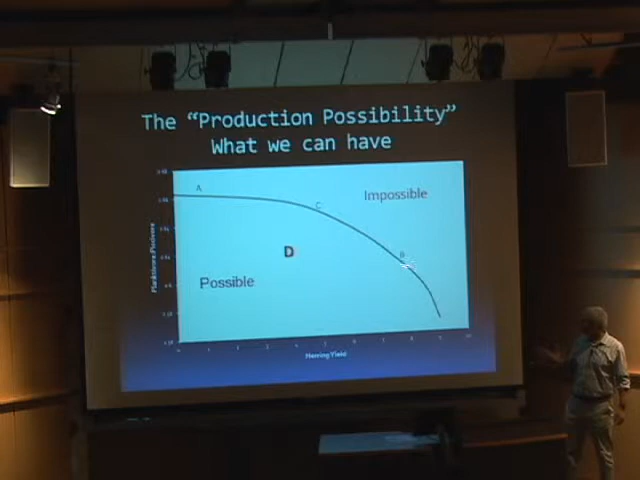 The “Production Possibility”
What we can have
A
Impossible
C
D
B
Possible
Herring Yield